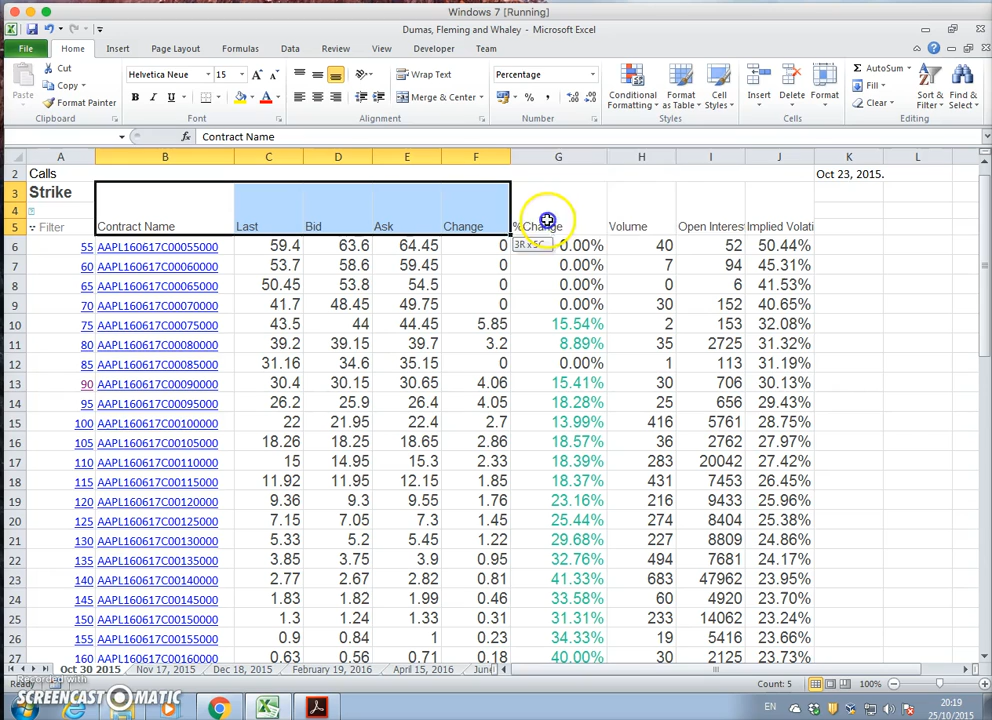 Windows 7 [Running]
Dumas, Fleming and Whaley - Microsoft Excel
File Home Insert Page Layout Formulas Data Review View Developer Team
Paste Cut Copy Format Painter Clipboard
Helvetica Neue 15 B I U A A A Font
Wrap Text Merge & Center Alignment
Percentage % , .0 .00 Number
Conditional Formatting Format as Table Cell Styles Styles
Insert Delete Format Cells
AutoSum Fill Clear Sort & Filter Find & Select Editing
fx Contract Name
A B C D E F G H I J K L
2 Calls Oct 23, 2015.
3 Strike
4
5 Filter Contract Name Last Bid Ask Change %Change Volume Open Interes Implied Volati
3R x 5C
6 55 AAPL160617C00055000 59.4 63.6 64.45 0 0.00% 40 52 50.44%
7 60 AAPL160617C00060000 53.7 58.6 59.45 0 0.00% 7 94 45.31%
8 65 AAPL160617C00065000 50.45 53.8 54.5 0 0.00% 0 6 41.53%
9 70 AAPL160617C00070000 41.7 48.45 49.75 0 0.00% 30 152 40.65%
10 75 AAPL160617C00075000 43.5 44 44.45 5.85 15.54% 2 153 32.08%
11 80 AAPL160617C00080000 39.2 39.15 39.7 3.2 8.89% 35 2725 31.32%
12 85 AAPL160617C00085000 31.16 34.6 35.15 0 0.00% 1 113 31.19%
13 90 AAPL160617C00090000 30.4 30.15 30.65 4.06 15.41% 30 706 30.13%
14 95 AAPL160617C00095000 26.2 25.9 26.4 4.05 18.28% 25 656 29.43%
15 100 AAPL160617C00100000 22 21.95 22.4 2.7 13.99% 416 5761 28.75%
16 105 AAPL160617C00105000 18.26 18.25 18.65 2.86 18.57% 36 2762 27.97%
17 110 AAPL160617C00110000 15 14.95 15.3 2.33 18.39% 283 20042 27.42%
18 115 AAPL160617C00115000 11.92 11.95 12.15 1.85 18.37% 431 7453 26.45%
19 120 AAPL160617C00120000 9.36 9.3 9.55 1.76 23.16% 216 9433 25.96%
20 125 AAPL160617C00125000 7.15 7.05 7.3 1.45 25.44% 274 8404 25.38%
21 130 AAPL160617C00130000 5.33 5.2 5.45 1.22 29.68% 227 8809 24.86%
22 135 AAPL160617C00135000 3.85 3.75 3.9 0.95 32.76% 494 7681 24.17%
23 140 AAPL160617C00140000 2.77 2.67 2.82 0.81 41.33% 683 47962 23.95%
24 145 AAPL160617C00145000 1.83 1.82 1.99 0.46 33.58% 60 4920 23.70%
25 150 AAPL160617C00150000 1.3 1.24 1.33 0.31 31.31% 233 14062 23.24%
26 155 AAPL160617C00155000 0.9 0.84 1 0.23 34.33% 19 5416 23.66%
27 160 AAPL160617C00160000 0.63 0.56 0.71 0.18 40.00% 30 2125 23.73%
Oct 30 2015 Nov 17, 2015 Dec 18, 2015 February 19, 2016 April 15, 2016 June
Ready Count: 5 100%
Recorded with
SCREENCAST MATIC
EN 20:19
25/10/2015